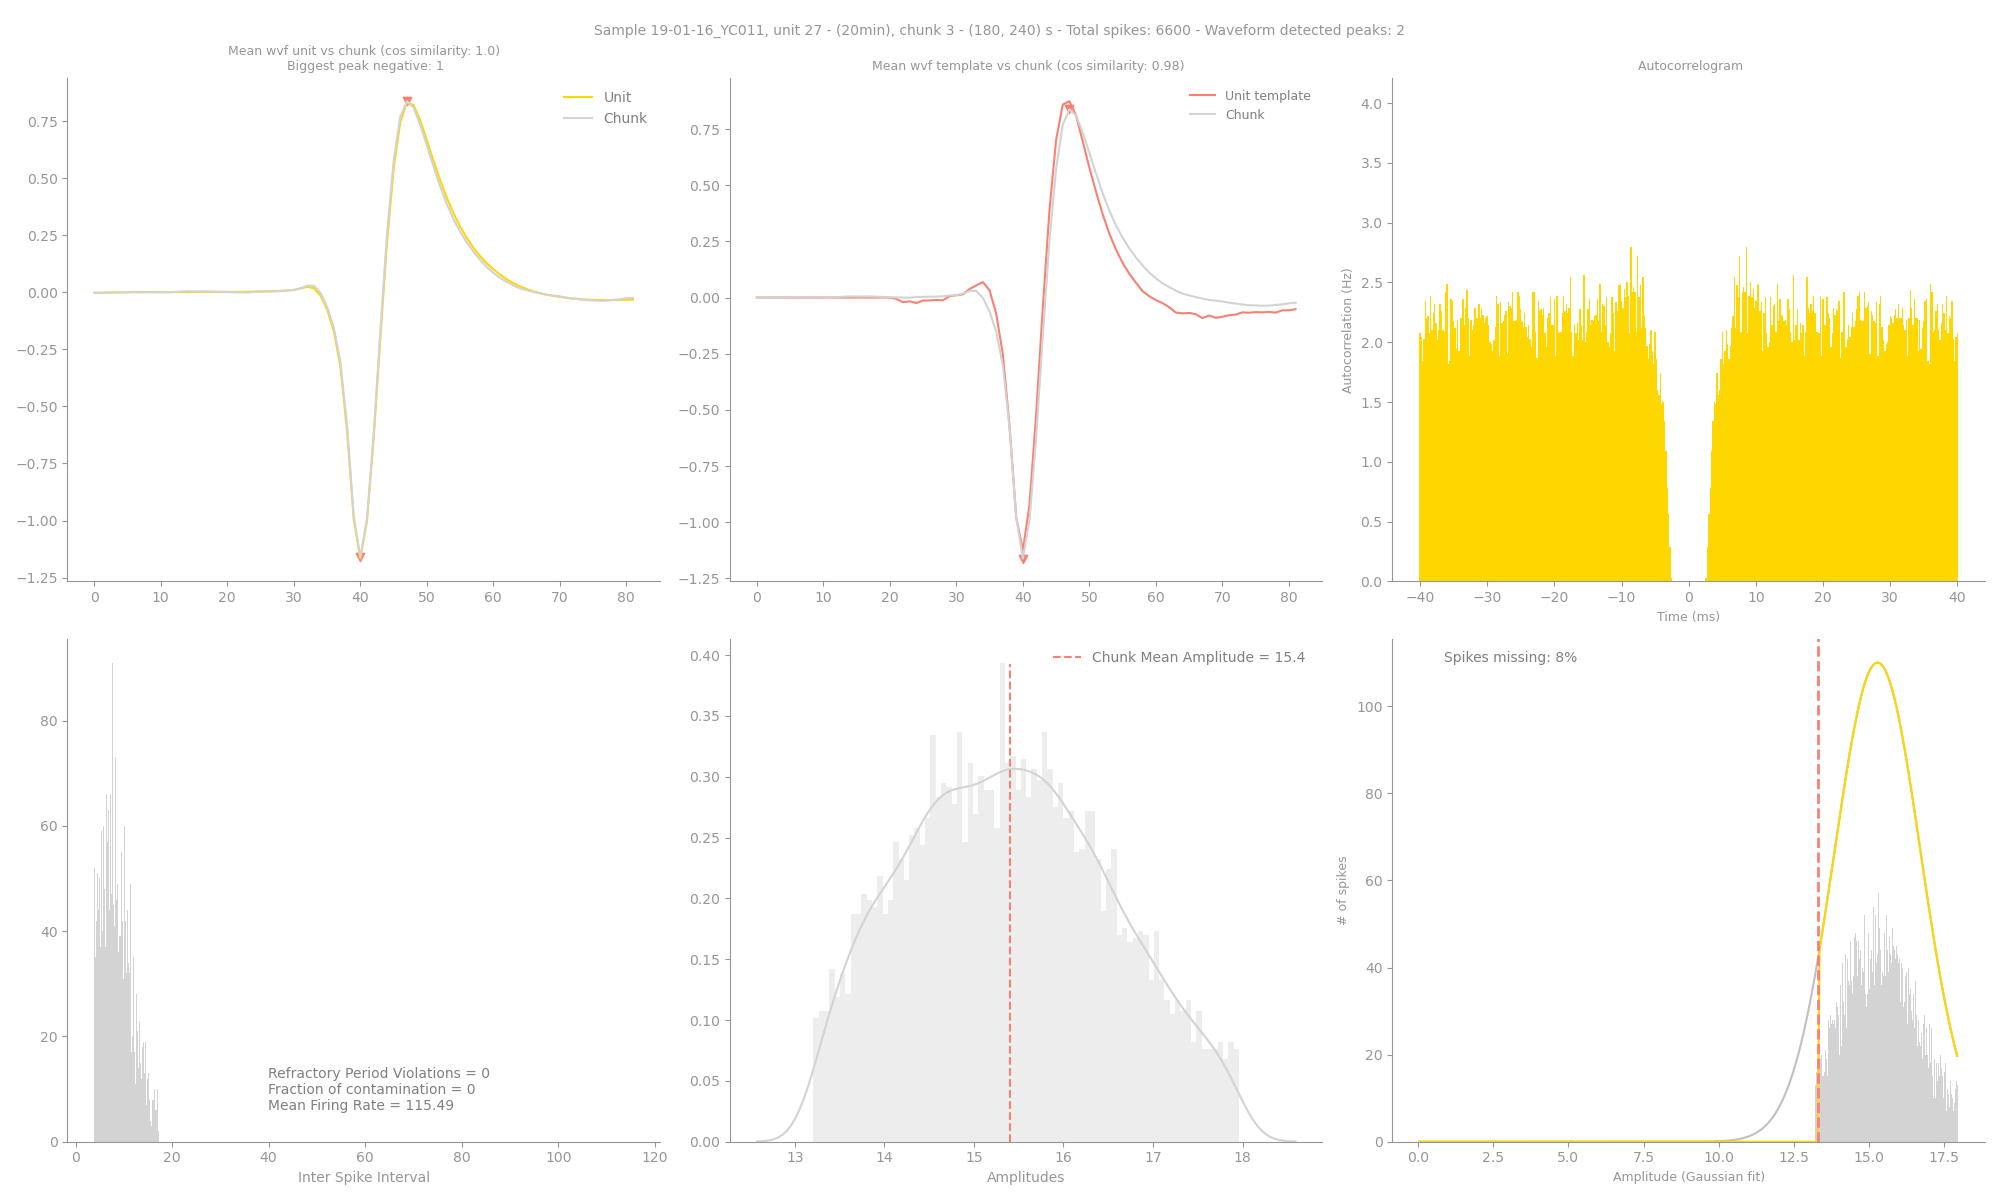 Sample 19-01-16_YC011, unit 27 - (20min), chunk 3 - (180, 240) s - Total spikes: 6600 - Waveform detected peaks: 2
Mean wvf unit vs chunk (cos similarity: 1.0)
Biggest peak negative: 1
Unit
Chunk
0.75
0.50
0.25
0.00
−0.25
−0.50
−0.75
−1.00
−1.25
0 10 20 30 40 50 60 70 80
Mean wvf template vs chunk (cos similarity: 0.98)
Unit template
Chunk
0.75
0.50
0.25
0.00
−0.25
−0.50
−0.75
−1.00
−1.25
0 10 20 30 40 50 60 70 80
Autocorrelogram
Autocorrelation (Hz)
4.0
3.5
3.0
2.5
2.0
1.5
1.0
0.5
0.0
−40 −30 −20 −10 0 10 20 30 40
Time (ms)
80
60
40
20
0
Refractory Period Violations = 0
Fraction of contamination = 0
Mean Firing Rate = 115.49
0 20 40 60 80 100 120
Inter Spike Interval
Chunk Mean Amplitude = 15.4
0.40
0.35
0.30
0.25
0.20
0.15
0.10
0.05
0.00
13 14 15 16 17 18
Amplitudes
Spikes missing: 8%
# of spikes
100
80
60
40
20
0
0.0 2.5 5.0 7.5 10.0 12.5 15.0 17.5
Amplitude (Gaussian fit)